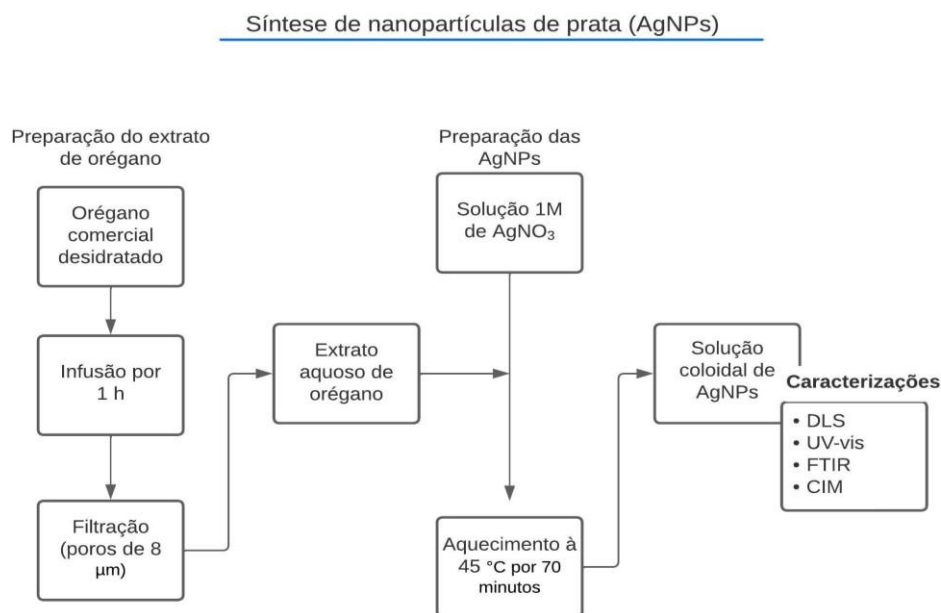 Síntese de nanopartículas de prata (AgNPs)
Preparação do extrato
de orégano
Orégano
comercial
desidratado
Infusão por
1 h
Filtração
(poros de 8
µm)
Extrato
aquoso de
orégano
Preparação das
AgNPs
Solução 1M
de AgNO₃
Aquecimento à
45 °C por 70
minutos
Solução
coloidal de
AgNPs
Caracterizações
• DLS
• UV-vis
• FTIR
• CIM